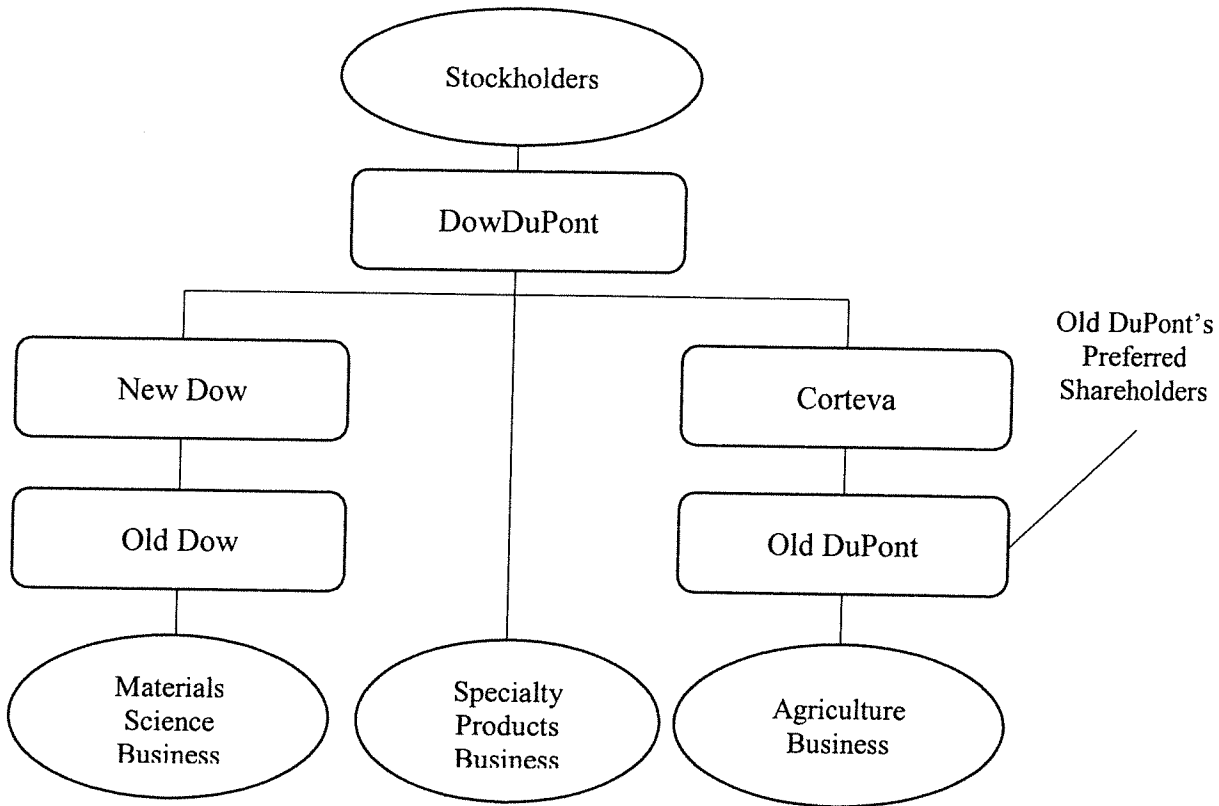 Stockholders
DowDuPont
New Dow
Corteva
Old DuPont's
Preferred
Shareholders
Old Dow
Old DuPont
Materials
Science
Business
Specialty
Products
Business
Agriculture
Business